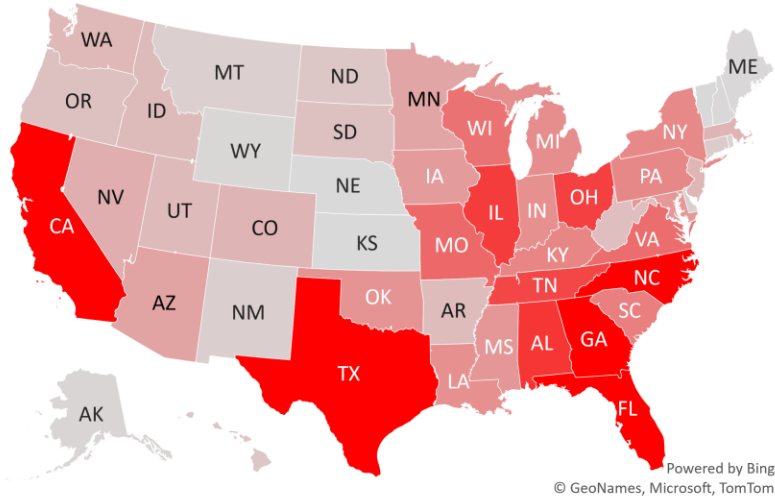 WA
MT
ND
MN
ME
OR
ID
SD
WI
MI
NY
WY
IA
PA
NE
NV
UT
CO
IL
IN
OH
CA
KS
MO
KY
VA
AZ
NM
OK
AR
TN
NC
SC
MS
AL
GA
TX
LA
FL
AK
Powered by Bing
© GeoNames, Microsoft, TomTom